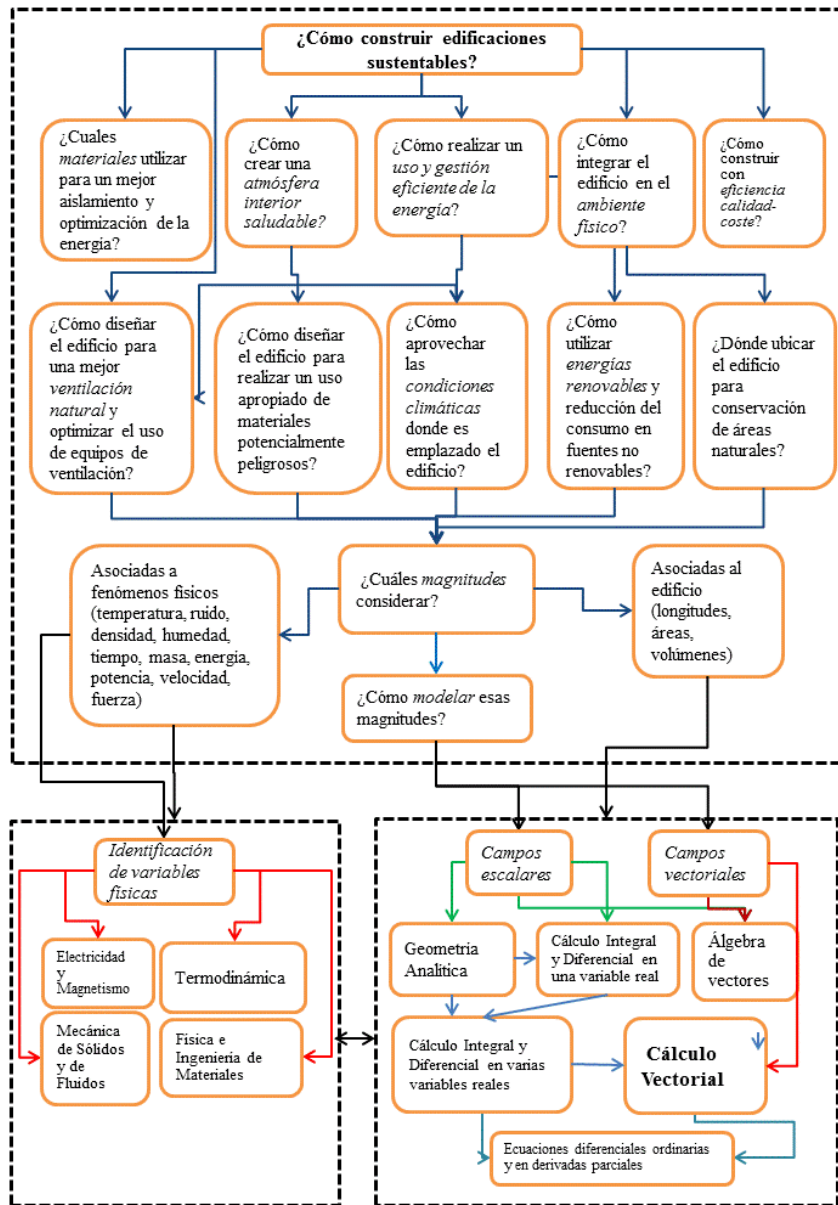 ¿Cómo construir edificaciones
sustentables?
¿Cuales
materiales utilizar
para un mejor
aislamiento y
optimización de la
energía?
¿Cómo
crear una
atmósfera
interior
saludable?
¿Cómo realizar un
uso y gestión
eficiente de la
energía?
¿Cómo
integrar el
edificio en el
ambiente
físico?
¿Cómo
construir
con
eficiencia
calidad-
coste?
¿Cómo diseñar
el edificio para
una mejor
ventilación
natural y
optimizar el uso
de equipos de
ventilación?
¿Cómo diseñar
el edificio para
realizar un uso
apropiado de
materiales
potencialmente
peligrosos?
¿Cómo
aprovechar
las
condiciones
climáticas
donde es
emplazado el
edificio?
¿Cómo
utilizar
energías
renovables y
reducción del
consumo en
fuentes no
renovables?
¿Dónde ubicar
el edificio
para
conservación
de áreas
naturales?
Asociadas a
fenómenos físicos
(temperatura, ruido,
densidad, humedad,
tiempo, masa, energía,
potencia, velocidad,
fuerza)
¿Cuáles magnitudes
considerar?
Asociadas al
edificio
(longitudes,
áreas,
volúmenes)
¿Cómo modelar esas
magnitudes?
Identificación
de variables
físicas
Electricidad
y
Magnetismo
Termodinámica
Mecánica
de Sólidos
y de
Fluidos
Física e
Ingeniería de
Materiales
Campos
escalares
Campos
vectoriales
Geometría
Analítica
Cálculo Integral
y Diferencial en
una variable real
Álgebra
de
vectores
Cálculo Integral y
Diferencial en varias
variables reales
Cálculo
Vectorial
Ecuaciones diferenciales ordinarias
y en derivadas parciales